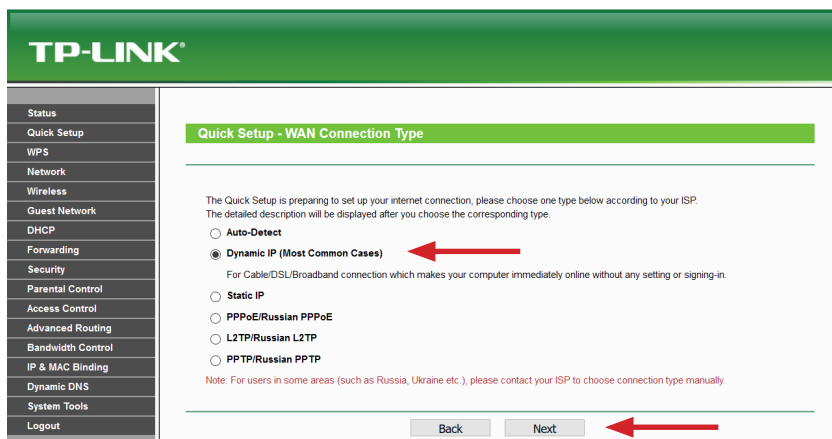 TP-LINK®
Status
Quick Setup
WPS
Network
Wireless
Guest Network
DHCP
Forwarding
Security
Parental Control
Access Control
Advanced Routing
Bandwidth Control
IP & MAC Binding
Dynamic DNS
System Tools
Logout
Quick Setup - WAN Connection Type
The Quick Setup is preparing to set up your internet connection, please choose one type below according to your ISP.
The detailed description will be displayed after you choose the corresponding type.
Auto-Detect
Dynamic IP (Most Common Cases)
For Cable/DSL/Broadband connection which makes your computer immediately online without any setting or signing-in.
Static IP
PPPoE/Russian PPPoE
L2TP/Russian L2TP
PPTP/Russian PPTP
Note: For users in some areas (such as Russia, Ukraine etc.), please contact your ISP to choose connection type manually.
Back Next